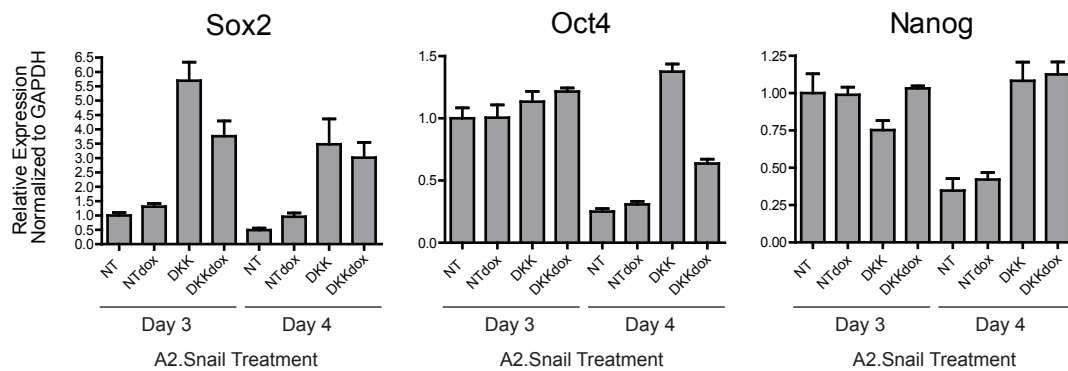 Sox2
Oct4
Nanog
Relative Expression
Normalized to GAPDH
6.5
6.0
5.5
5.0
4.5
4.0
3.5
3.0
2.5
2.0
1.5
1.0
0.5
0.0
NT
NTdox
DKK
DKKdox
NT
NTdox
DKK
DKKdox
Day 3
Day 4
A2.Snail Treatment
1.5
1.0
0.5
0.0
NT
NTdox
DKK
DKKdox
NT
NTdox
DKK
DKKdox
Day 3
Day 4
A2.Snail Treatment
1.25
1.00
0.75
0.50
0.25
0.00
NT
NTdox
DKK
DKKdox
NT
NTdox
DKK
DKKdox
Day 3
Day 4
A2.Snail Treatment